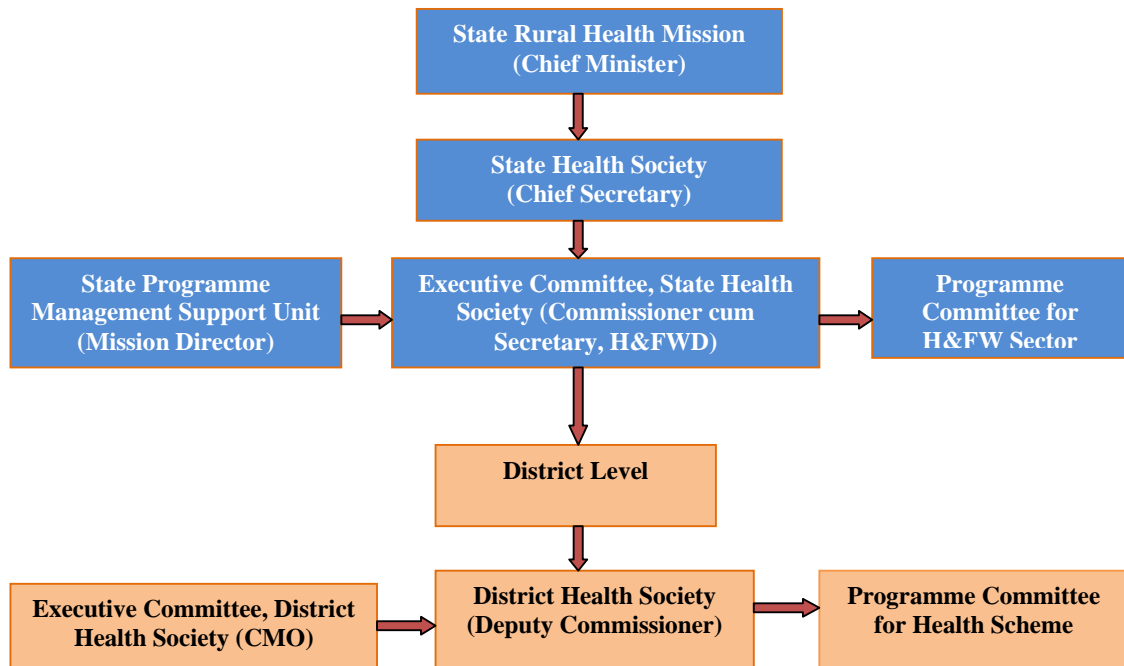 State Rural Health Mission
(Chief Minister)
State Health Society
(Chief Secretary)
State Programme
Management Support Unit
(Mission Director)
Executive Committee, State Health
Society (Commissioner cum
Secretary, H&FWD)
Programme
Committee for
H&FW Sector
District Level
Executive Committee, District
Health Society (CMO)
District Health Society
(Deputy Commissioner)
Programme Committee
for Health Scheme